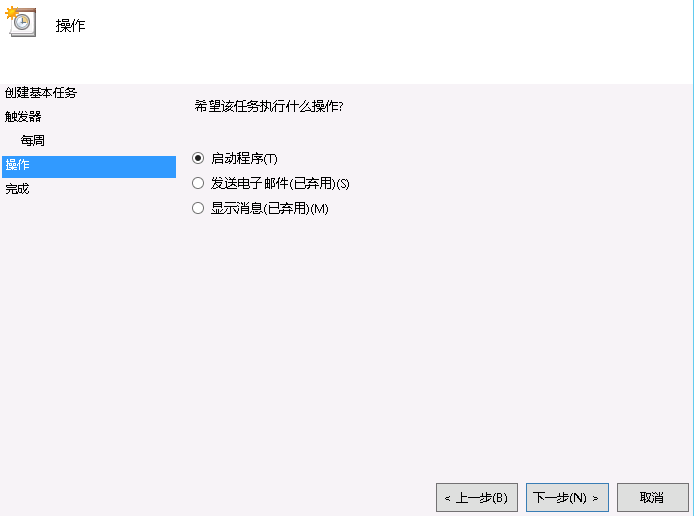 操作
创建基本任务
触发器
每周
操作
完成
希望该任务执行什么操作?
启动程序(T)
发送电子邮件(已弃用)(S)
显示消息(已弃用)(M)
< 上一步(B)
下一步(N) >
取消